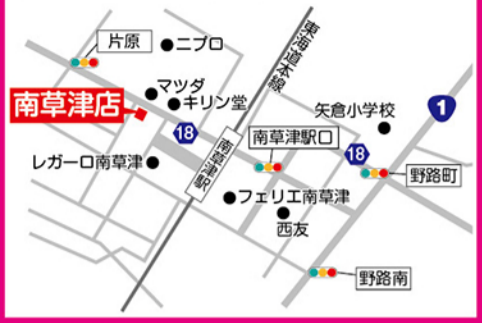 片原
ニプロ
東海道本線
マツダ
キリン堂
南草津店
矢倉小学校
1
18
南草津駅口
18
南草津駅
レガーロ南草津
野路町
フェリエ南草津
西友
野路南